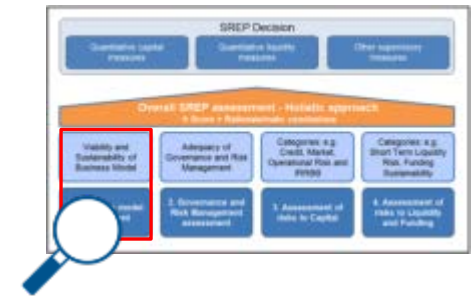 SREP Decision
Quantitative capital
measures
Quantitative liquidity
measures
Other supervisory
measures
Overall SREP assessment - Holistic approach
Viability and
Sustainability of
Business Model
Adequacy of
Governance and Risk
Management
Categories: e.g.
Credit, Market,
Operational Risk and
IRRBB
Categories: e.g.
Short Term Liquidity
Risk, Funding
Sustainability
model
2. Governance and
Risk Management
assessment
3. Assessment of
risks to Capital
4. Assessment of
risks to Liquidity
and Funding